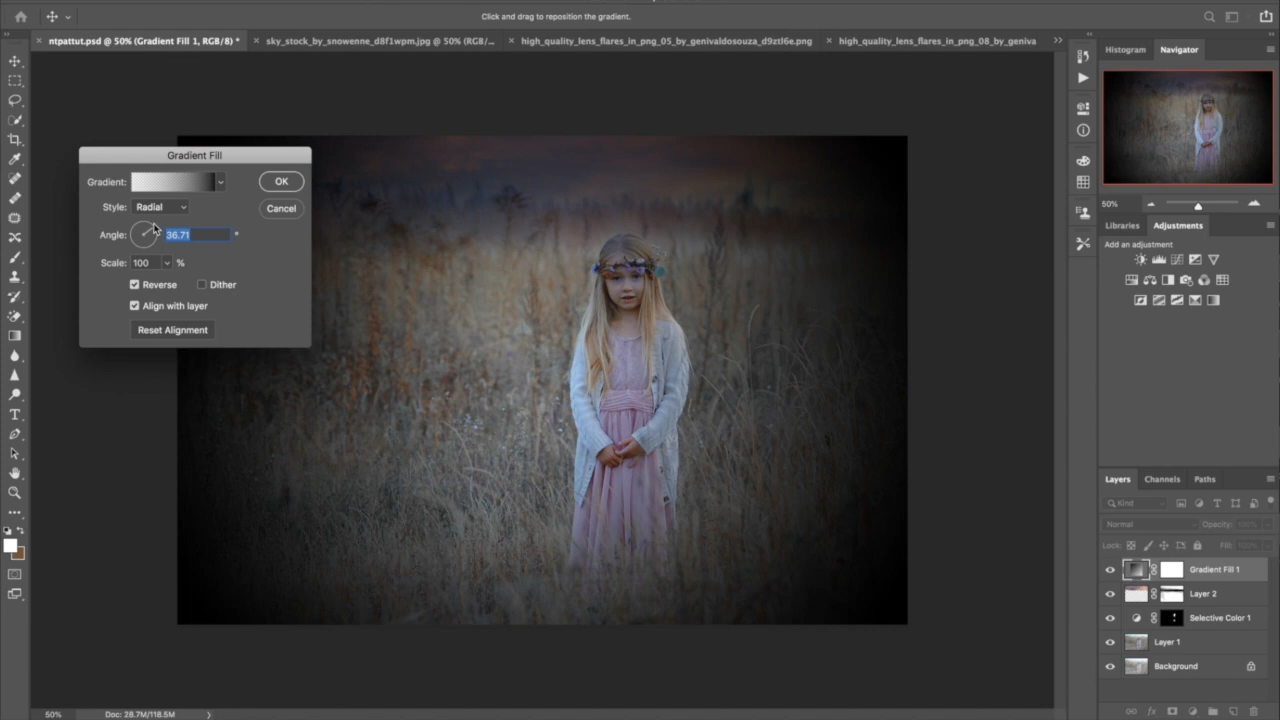 Click and drag to reposition the gradient.
ntpattut.psd @ 50% (Gradient Fill 1, RGB/8) *
sky_stock_by_snowenne_d8f1wpm.jpg @ 50% (RGB/...
high_quality_lens_flares_in_png_05_by_genivaldosouza_d9ztl6e.png
high_quality_lens_flares_in_png_08_by_geniva
Histogram
Navigator
Gradient Fill
Gradient:
OK
Style: Radial
Cancel
Angle: 36.71 °
Scale: 100 %
Reverse
Dither
Align with layer
Reset Alignment
50%
Libraries
Adjustments
Add an adjustment
Layers
Channels
Paths
Kind
Normal
Opacity: 100%
Lock:
Fill: 100%
Gradient Fill 1
Layer 2
Selective Color 1
Layer 1
Background
50%
Doc: 28.7M/118.5M